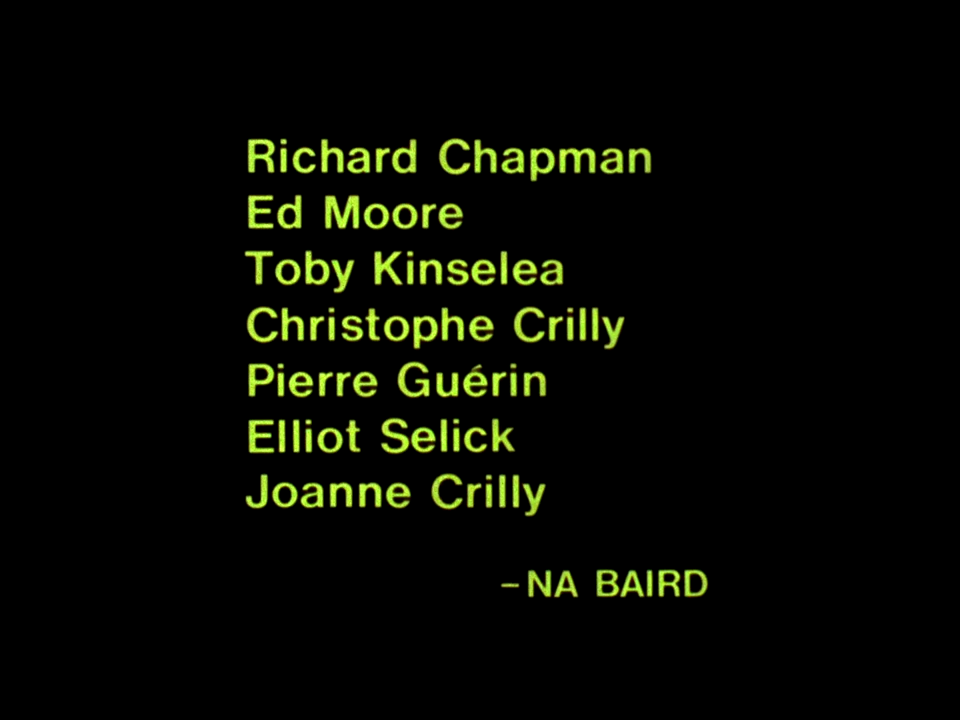 Richard Chapman
Ed Moore
Toby Kinselea
Christophe Crilly
Pierre Guérin
Elliot Selick
Joanne Crilly
–NA BAIRD